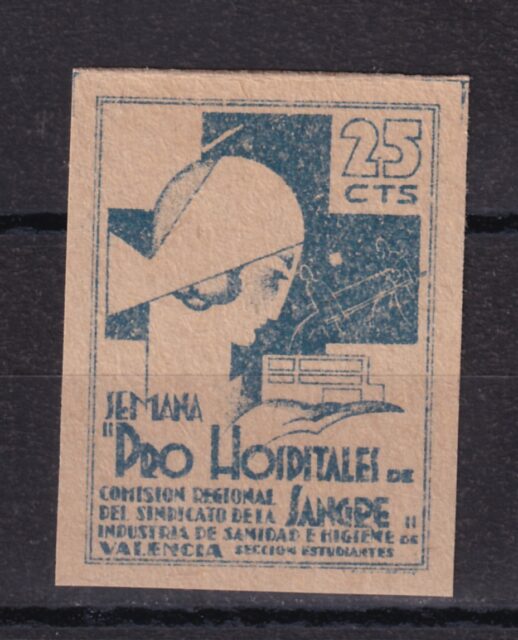 25
CTS
SEMANA
"PRO HOSPITALES DE
COMISION REGIONAL
DEL SINDICATO DE LA SANGRE"
INDUSTRIA DE SANIDAD E HIGIENE DE
VALENCIA SECCION ESTUDIANTES